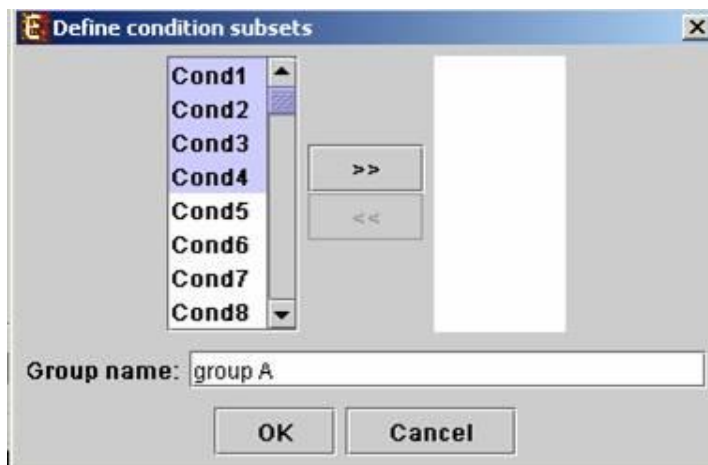 Define condition subsets
Cond1
Cond2
Cond3
Cond4
Cond5
Cond6
Cond7
Cond8
>>
<<
Group name: group A
OK Cancel